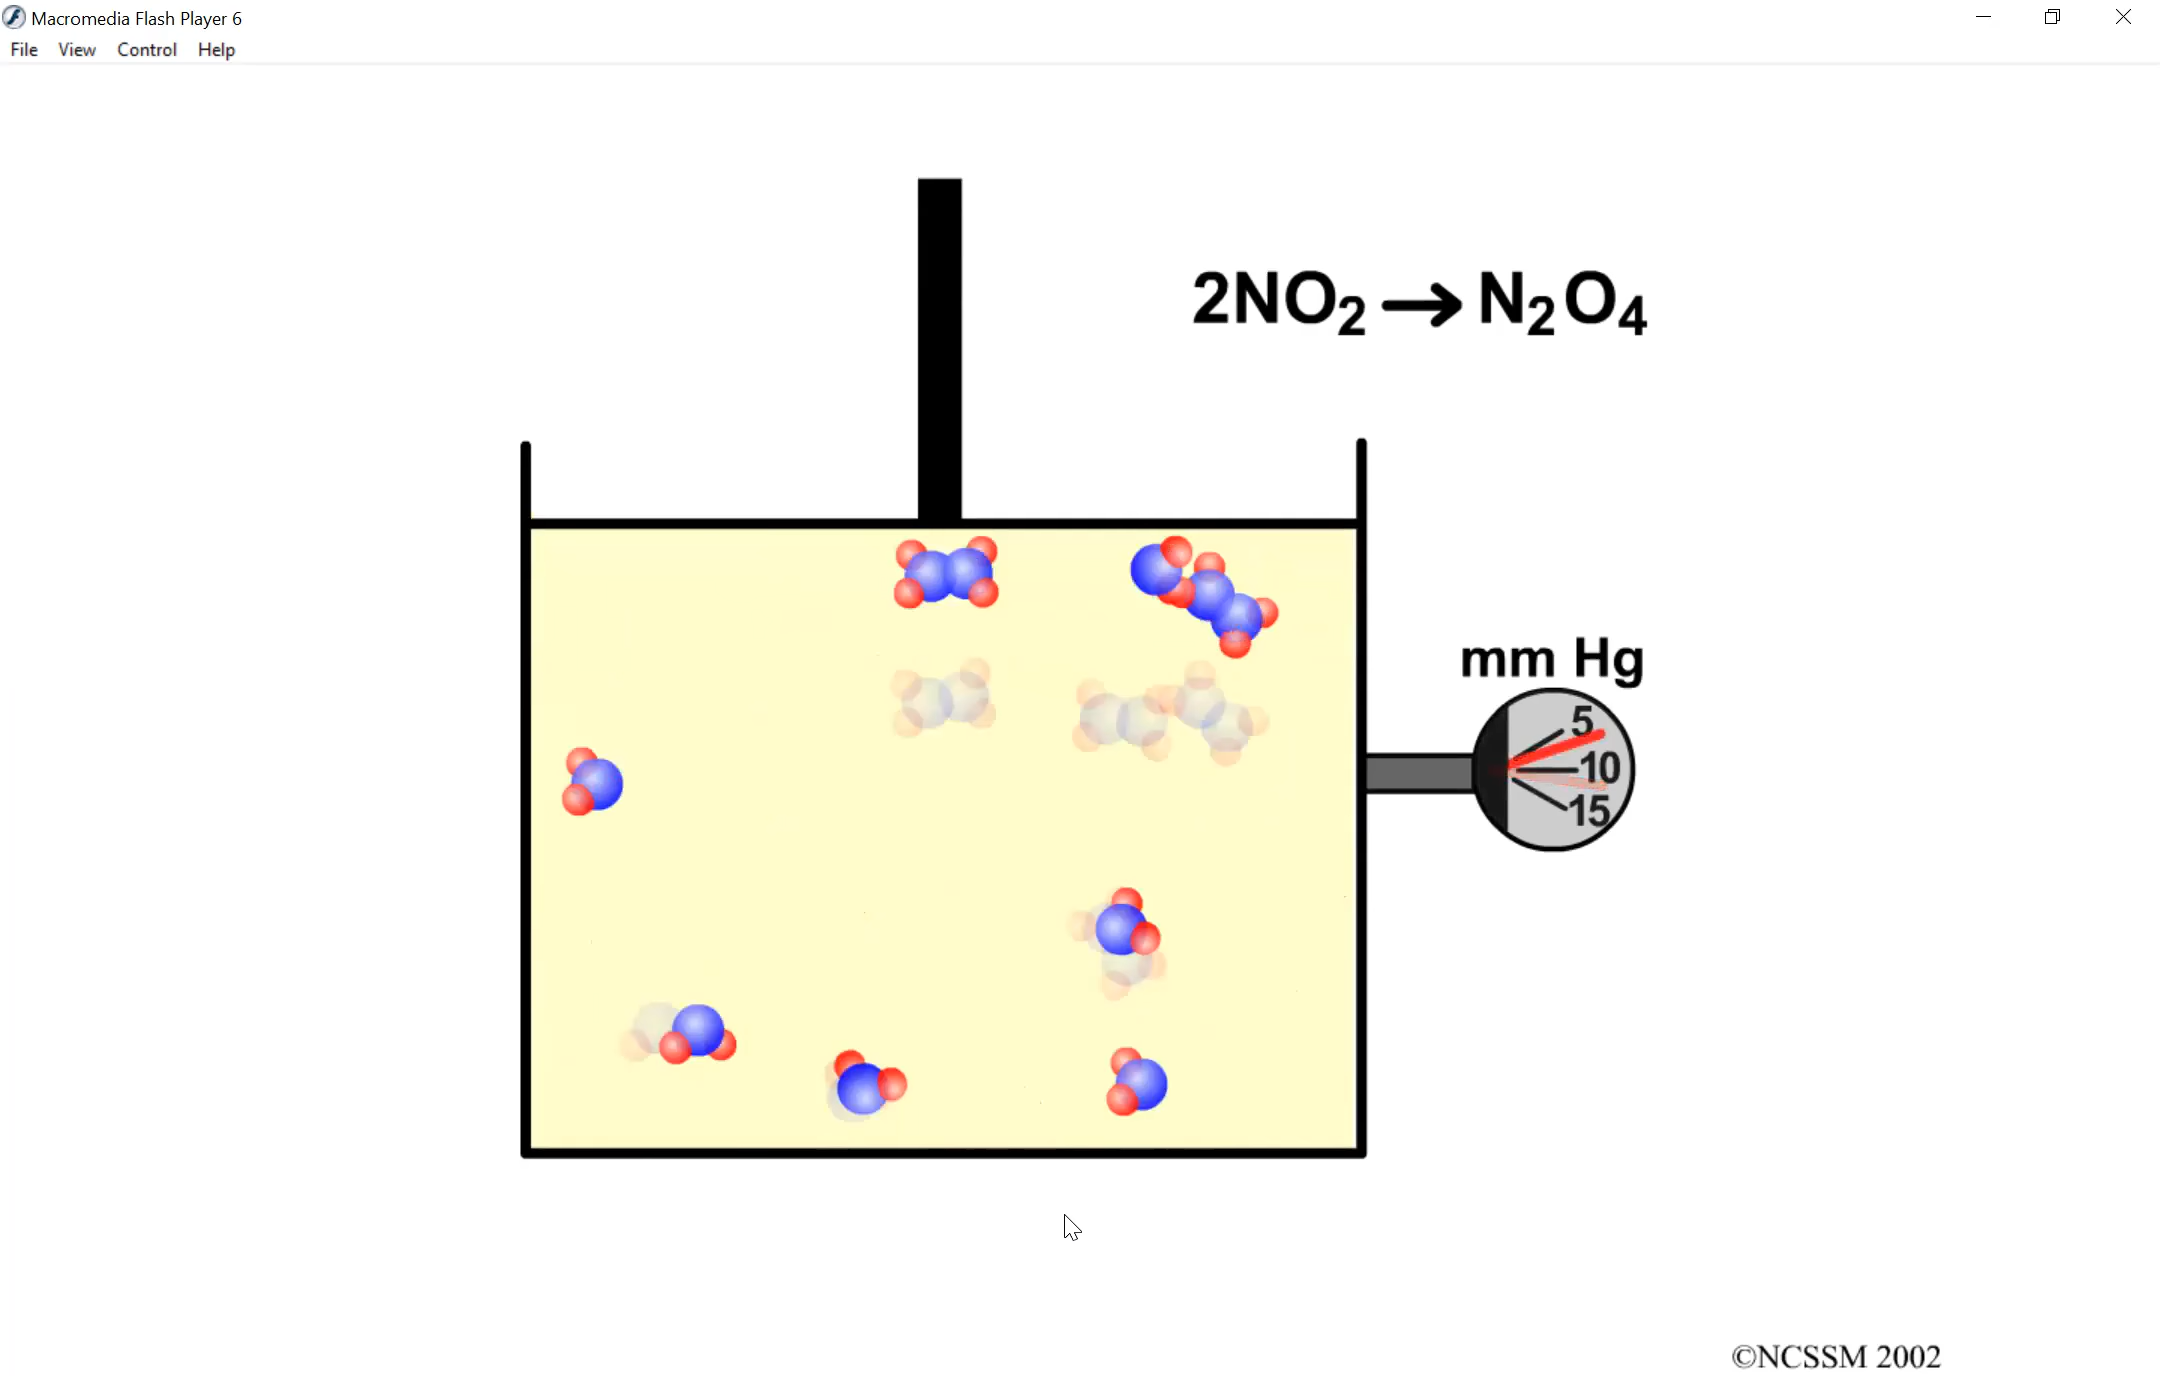 Macromedia Flash Player 6
File View Control Help
2NO₂ → N₂O₄
mm Hg
5
10
15
©NCSSM 2002